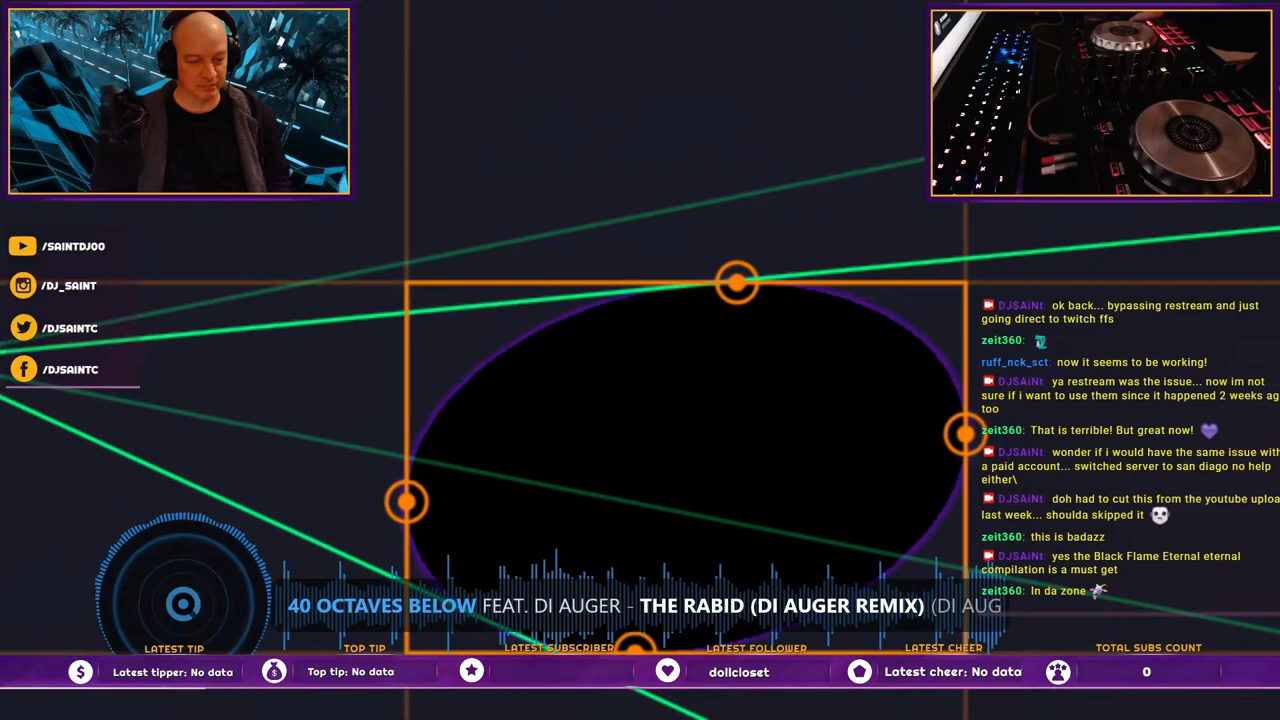 /SAINTDJ00
/DJ_SAINT
/DJSAINTC
/DJSAINTC
DJSAiNt: ok back... bypassing restream and just
going direct to twitch ffs
zeit360:
ruff_nck_sct: now it seems to be working!
DJSAiNt: ya restream was the issue... now im not
sure if i want to use them since it happened 2 weeks ag
too
zeit360: That is terrible! But great now!
DJSAiNt: wonder if i would have the same issue with
a paid account... switched server to san diago no help
either\
DJSAiNt: doh had to cut this from the youtube uploa
last week... shoulda skipped it
zeit360: this is badazz
DJSAiNt: yes the Black Flame Eternal eternal
compilation is a must get
zeit360: In da zone
40 OCTAVES BELOW FEAT. DI AUGER - THE RABID (DI AUGER REMIX) (DI AUG
LATEST TIP TOP TIP LATEST SUBSCRIBER LATEST FOLLOWER LATEST CHEER TOTAL SUBS COUNT
Latest tipper: No data Top tip: No data dollcloset Latest cheer: No data 0